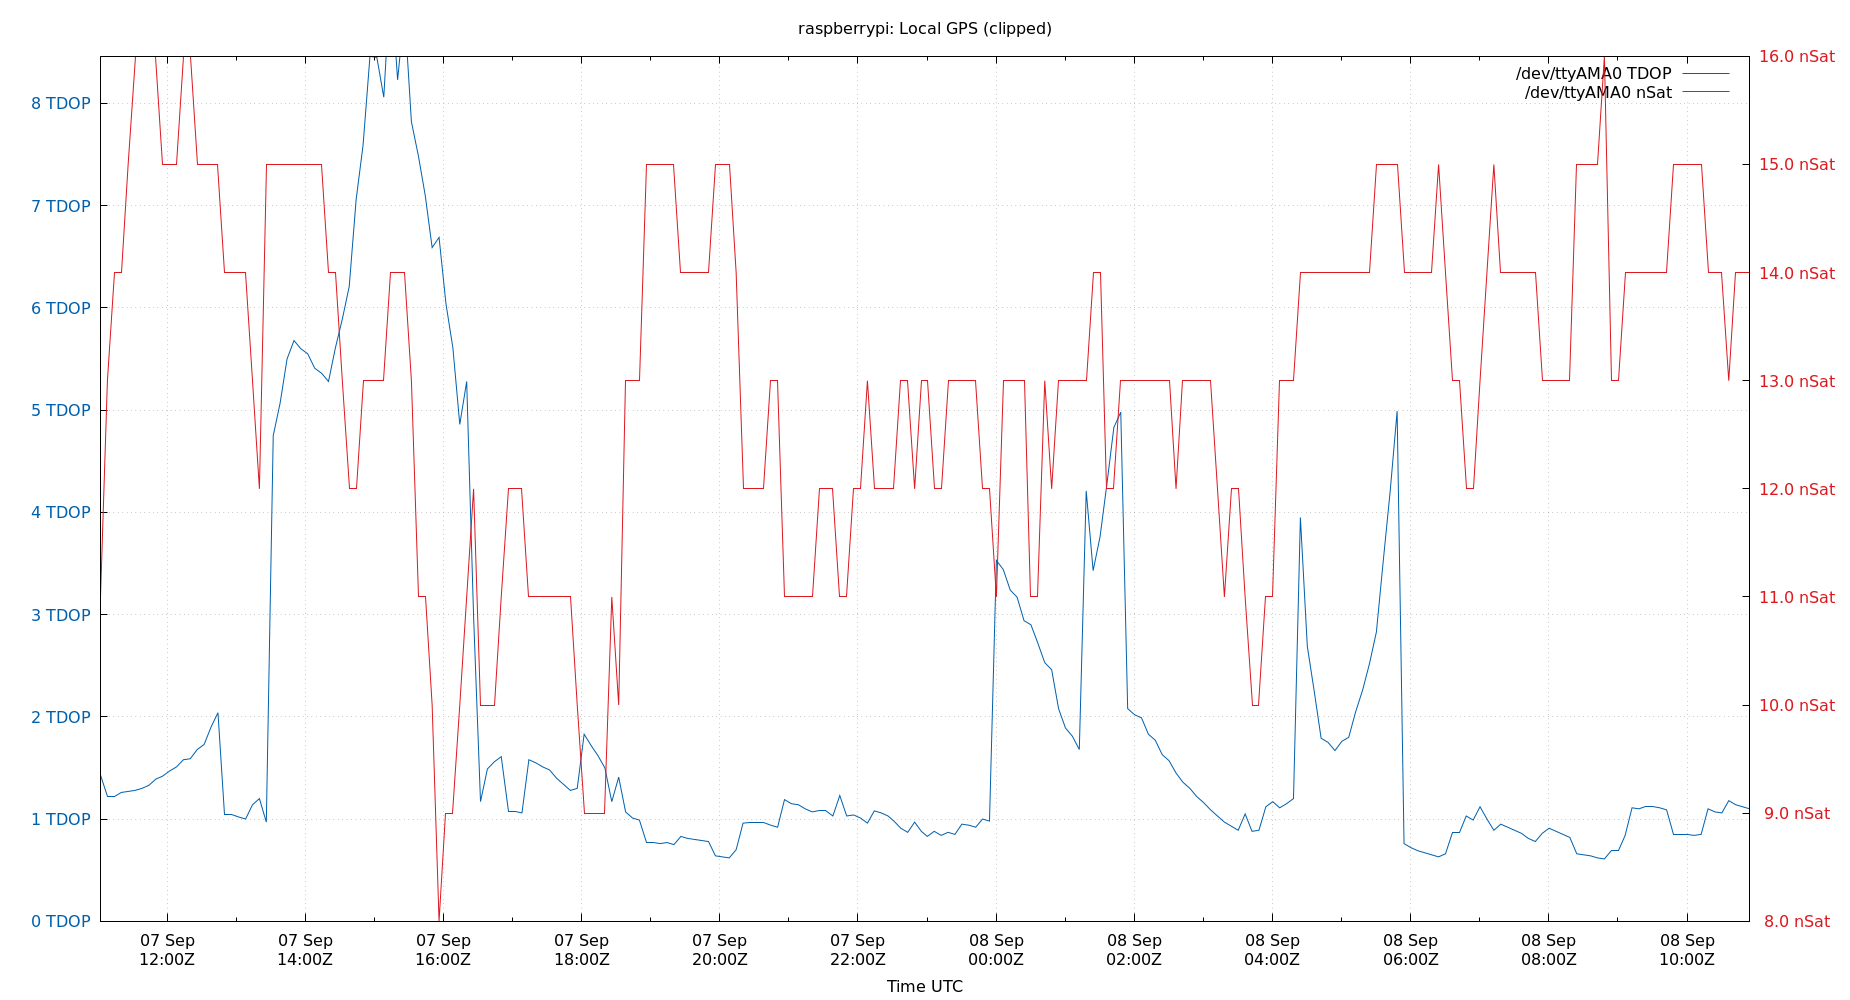 raspberrypi: Local GPS (clipped)
/dev/ttyAMA0 TDOP
/dev/ttyAMA0 nSat
8 TDOP
7 TDOP
6 TDOP
5 TDOP
4 TDOP
3 TDOP
2 TDOP
1 TDOP
0 TDOP
16.0 nSat
15.0 nSat
14.0 nSat
13.0 nSat
12.0 nSat
11.0 nSat
10.0 nSat
9.0 nSat
8.0 nSat
07 Sep
12:00Z
07 Sep
14:00Z
07 Sep
16:00Z
07 Sep
18:00Z
07 Sep
20:00Z
07 Sep
22:00Z
08 Sep
00:00Z
08 Sep
02:00Z
08 Sep
04:00Z
08 Sep
06:00Z
08 Sep
08:00Z
08 Sep
10:00Z
Time UTC